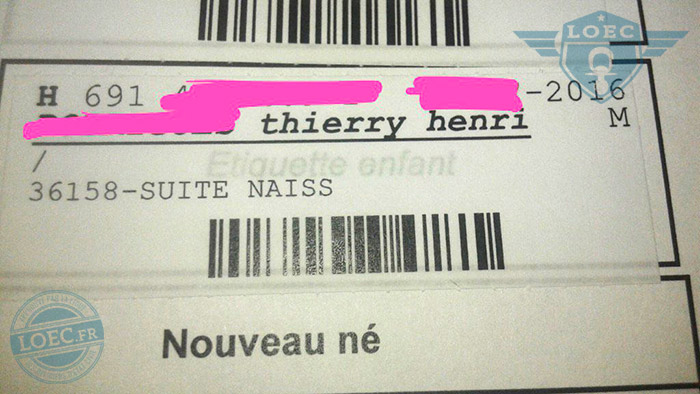 LOEC
H 691 -2016
thierry henri M
/
Etiquette enfant
36158-SUITE NAISS
LOEC.FR
Nouveau né